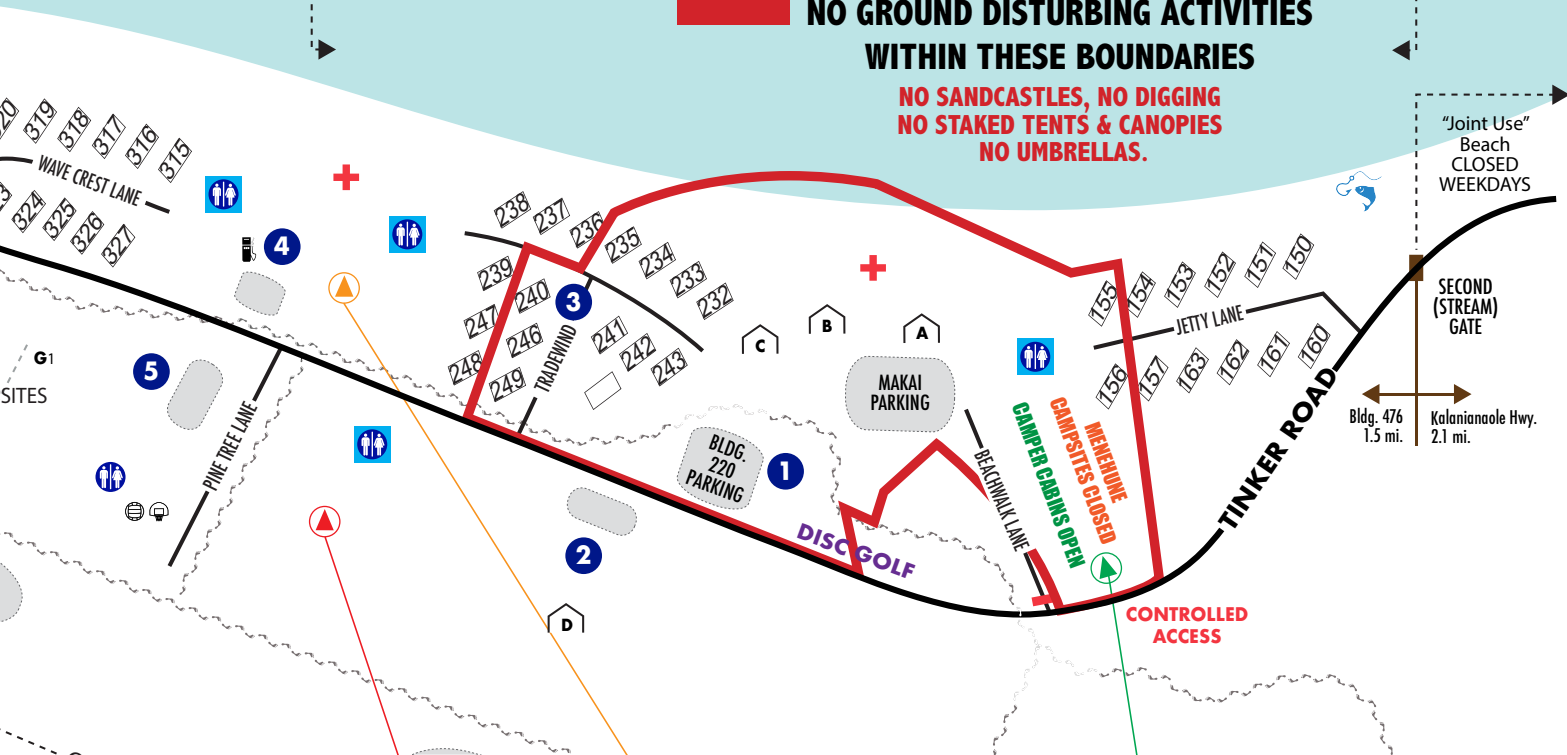 NO GROUND DISTURBING ACTIVITIES
WITHIN THESE BOUNDARIES
NO SANDCASTLES, NO DIGGING
NO STAKED TENTS & CANOPIES
NO UMBRELLAS.
"Joint Use"
Beach
CLOSED
WEEKDAYS
319
318
317
316
315
WAVE CREST LANE
324
325
326
327
4
238
237
236
235
234
233
232
239
240
3
247
246
248
249
241
242
243
TRADEWIND
C
B
A
155
154
153
152
151
150
JETTY LANE
156
157
163
162
161
160
SECOND
(STREAM)
GATE
Bldg. 476
1.5 mi.
Kalanianaole Hwy.
2.1 mi.
TINKER ROAD
G1
SITES
5
PINE TREE LANE
MAKAI
PARKING
BLDG.
220
PARKING
1
2
D
DISC GOLF
BEACHWALK LANE
CAMPER CABINS OPEN
MENEHUNE
CAMPSITES CLOSED
CONTROLLED
ACCESS